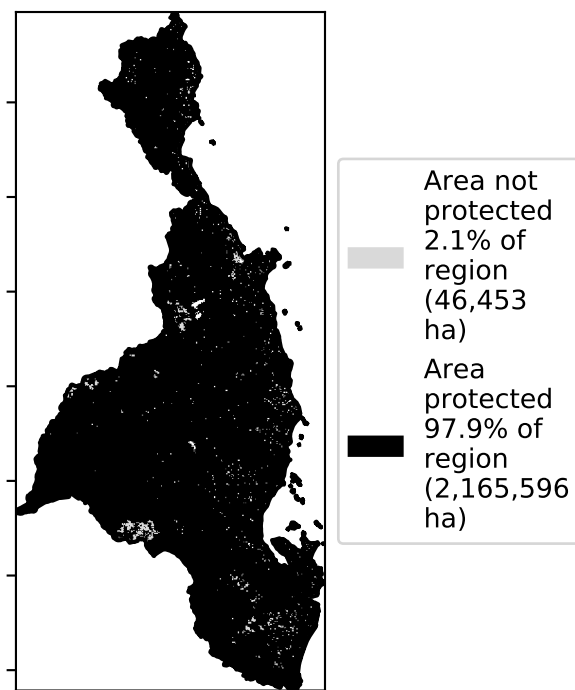 Area not
protected
2.1% of
region
(46,453
ha)
Area
protected
97.9% of
region
(2,165,596
ha)